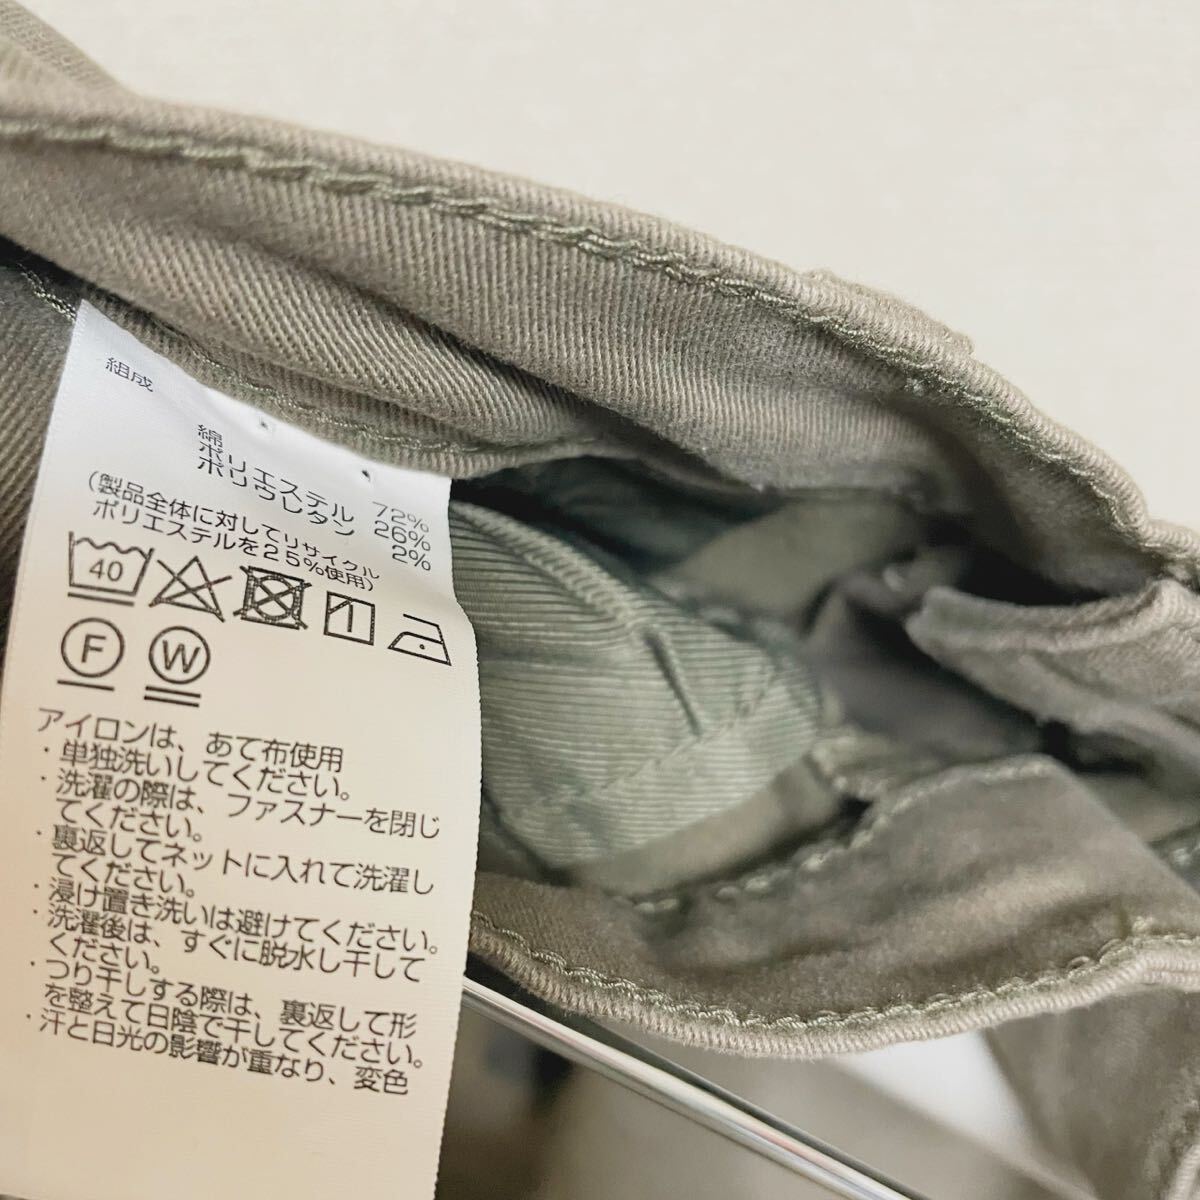 組成
綿 72%
ポリエステル 26%
ポリウレタン 2%
(製品全体に対してリサイクル
ポリエステルを25%使用)
40
F W
アイロンは、あて布使用
・単独洗いしてください。
・洗濯の際は、ファスナーを閉じ
てください。
・裏返してネットに入れて洗濯し
てください。
・浸け置き洗いは避けてください。
・洗濯後は、すぐに脱水し干して
ください。
・つり干しする際は、裏返して形
を整えて日陰で干してください。
・汗と日光の影響が重なり、変色